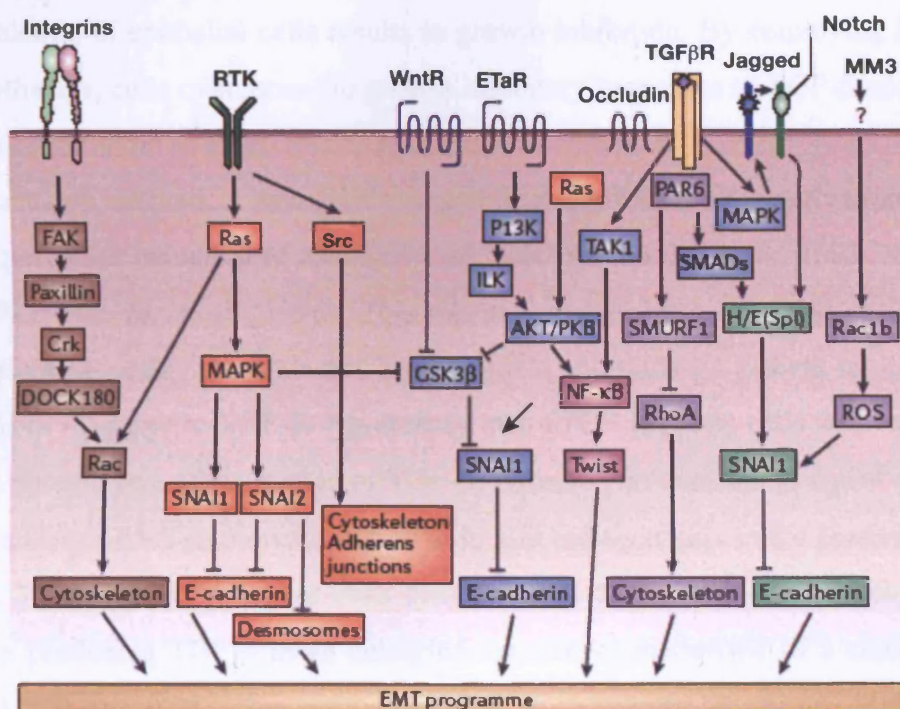 Integrins
RTK
WntR
ETaR
Occludin
TGFβR
Jagged
Notch
MM3
?
FAK
Paxillin
Crk
DOCK180
Rac
Cytoskeleton
Ras
Src
MAPK
SNAI1
SNAI2
E-cadherin
Desmosomes
Cytoskeleton
Adherens
junctions
P13K
ILK
Ras
AKT/PKB
GSK3β
NF-κB
SNAI1
Twist
E-cadherin
TAK1
PAR6
MAPK
SMADs
SMURF1
H/E(Spl)
RhoA
SNAI1
Cytoskeleton
E-cadherin
Rac1b
ROS
EMT programme